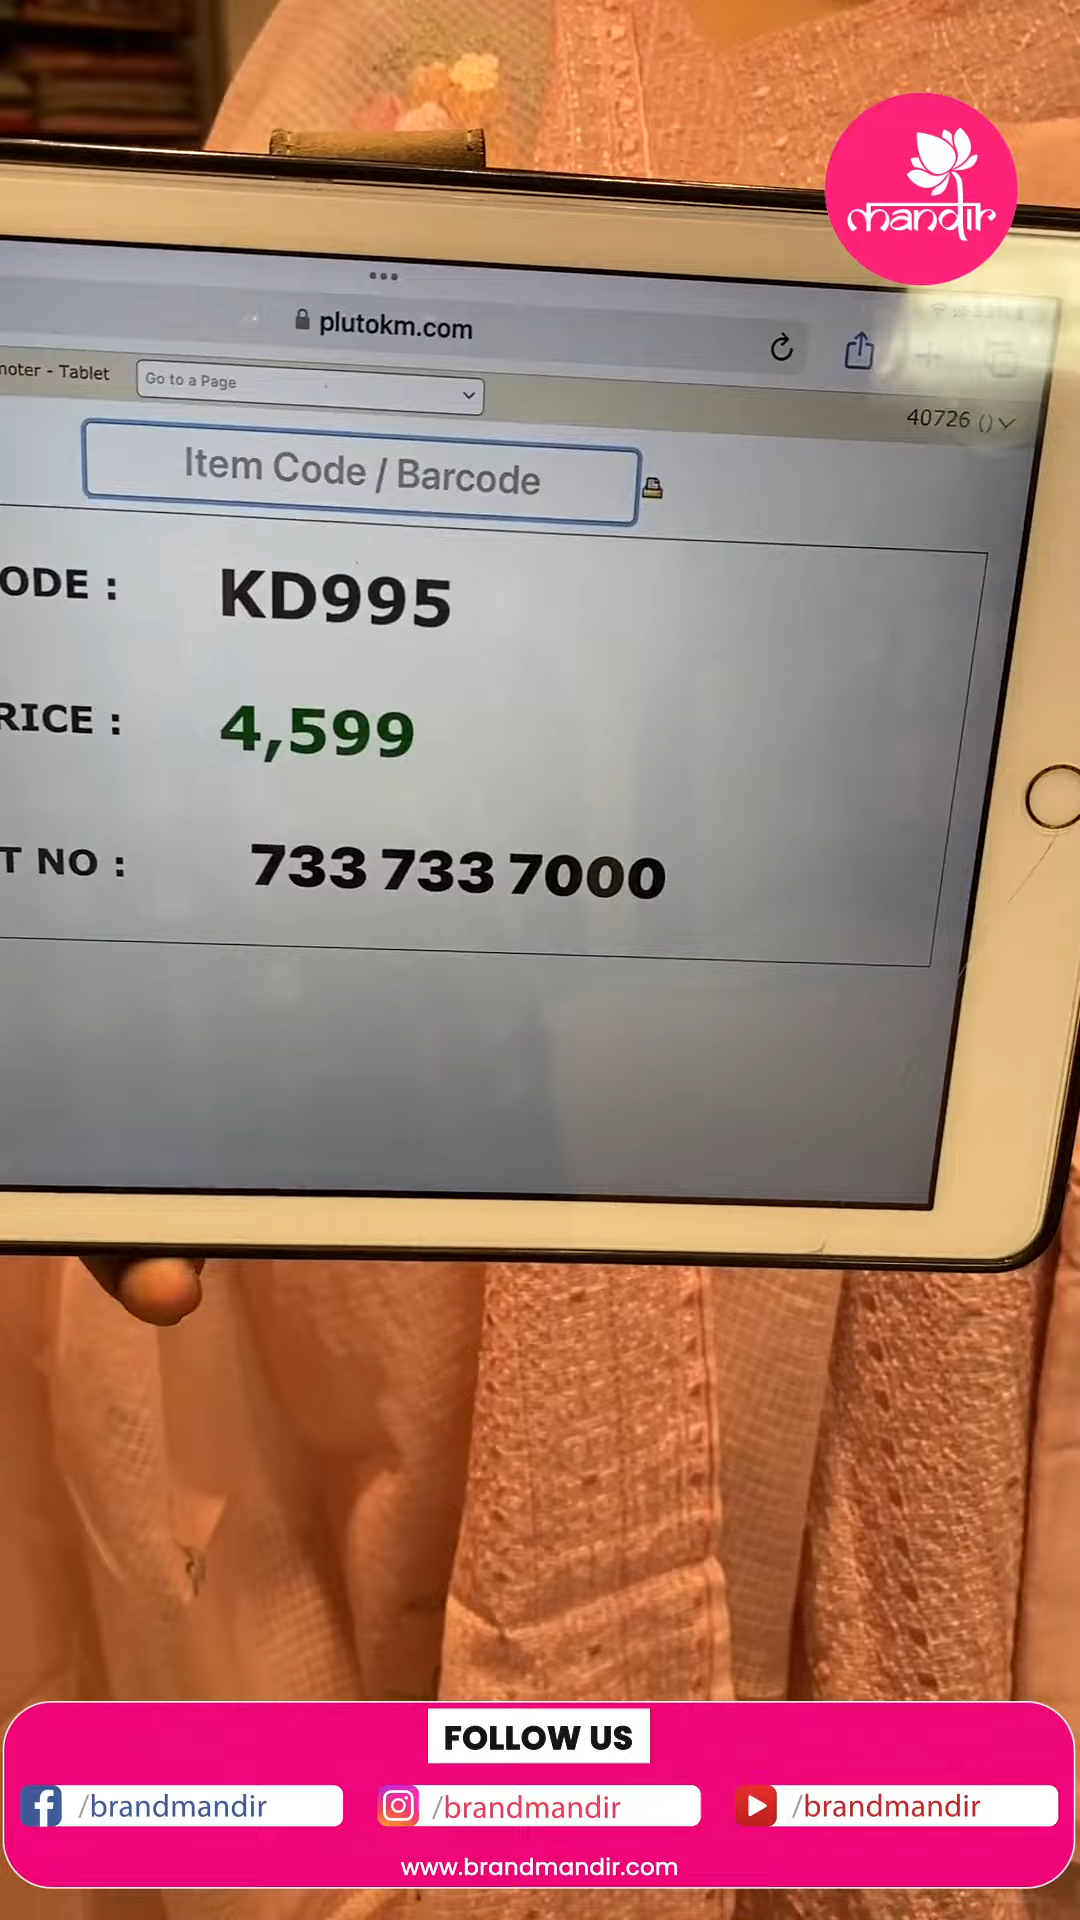 mandir
plutokm.com
moter - Tablet
Go to a Page
40726 ()
Item Code / Barcode
ODE :
KD995
RICE :
4,599
T NO :
733 733 7000
FOLLOW US
/brandmandir
/brandmandir
/brandmandir
www.brandmandir.com